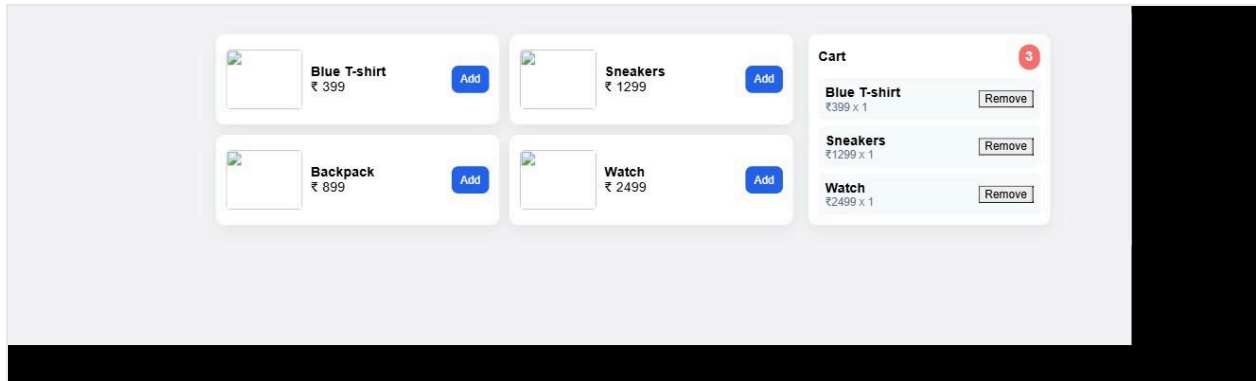 Blue T-shirt
₹ 399
Add
Sneakers
₹ 1299
Add
Backpack
₹ 899
Add
Watch
₹ 2499
Add
Cart
3
Blue T-shirt
₹399 x 1
Remove
Sneakers
₹1299 x 1
Remove
Watch
₹2499 x 1
Remove